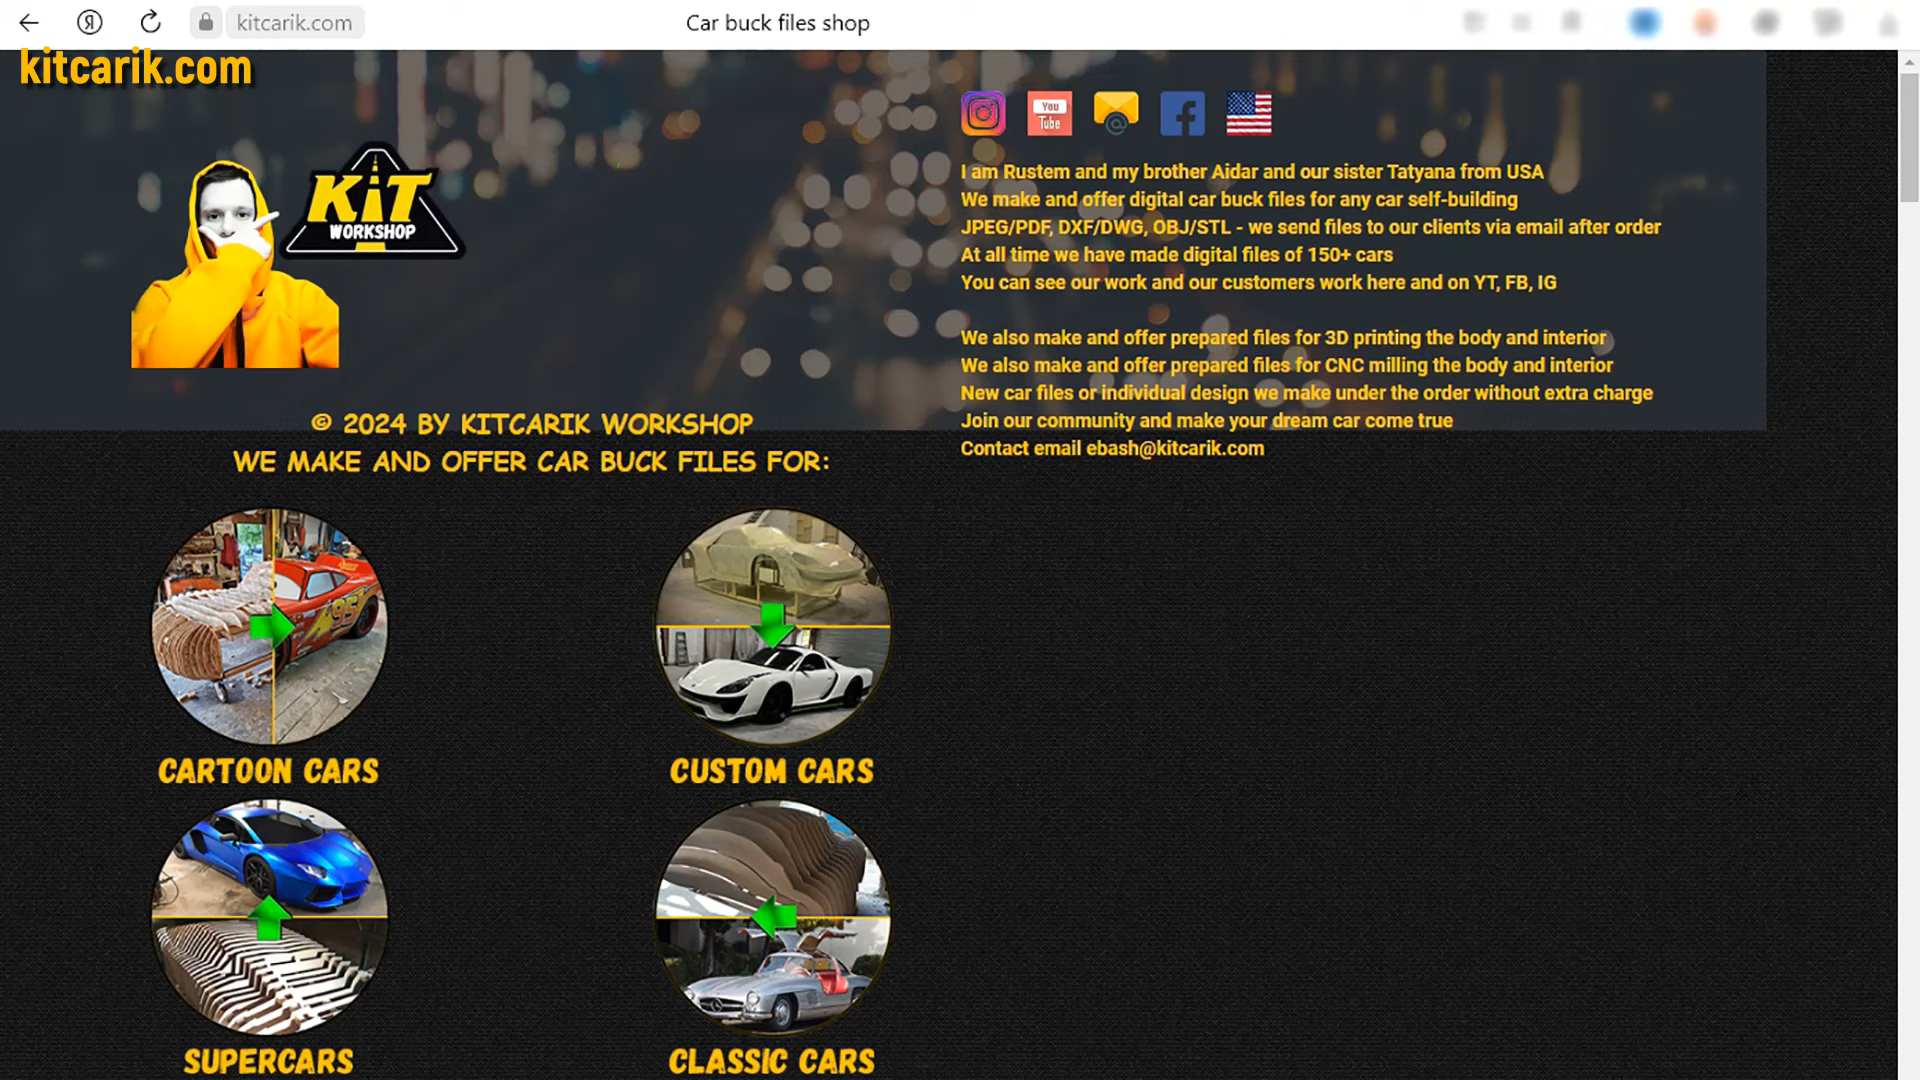 kitcarik.com
Car buck files shop
kitcarik.com
You
Tube
KiT
WORKSHOP
I am Rustem and my brother Aidar and our sister Tatyana from USA
We make and offer digital car buck files for any car self-building
JPEG/PDF, DXF/DWG, OBJ/STL - we send files to our clients via email after order
At all time we have made digital files of 150+ cars
You can see our work and our customers work here and on YT, FB, IG
We also make and offer prepared files for 3D printing the body and interior
We also make and offer prepared files for CNC milling the body and interior
New car files or individual design we make under the order without extra charge
Join our community and make your dream car come true
Contact email ebash@kitcarik.com
© 2024 BY KITCARIK WORKSHOP
WE MAKE AND OFFER CAR BUCK FILES FOR:
95
CARTOON CARS
CUSTOM CARS
SUPERCARS
CLASSIC CARS